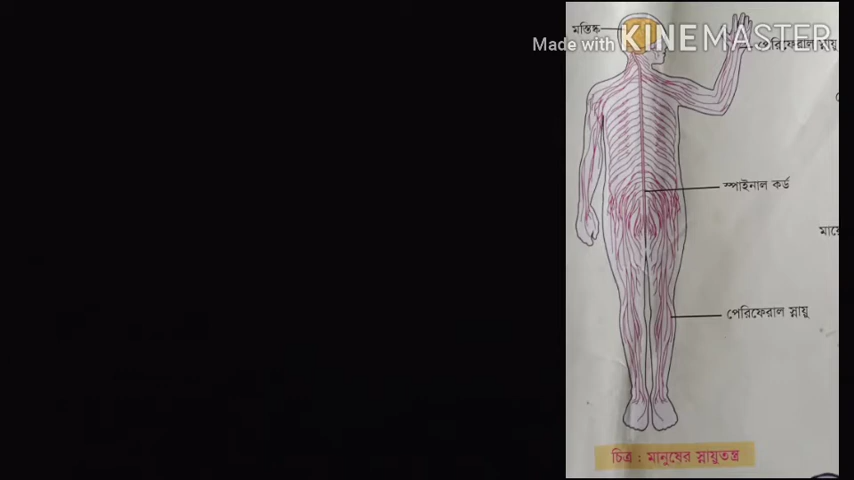 মস্তিষ্ক
Made with KINEMASTER
পেরিফেরাল স্নায়ু
স্পাইনাল কর্ড
পেরিফেরাল স্নায়ু
চিত্র : মানুষের স্নায়ুতন্ত্র